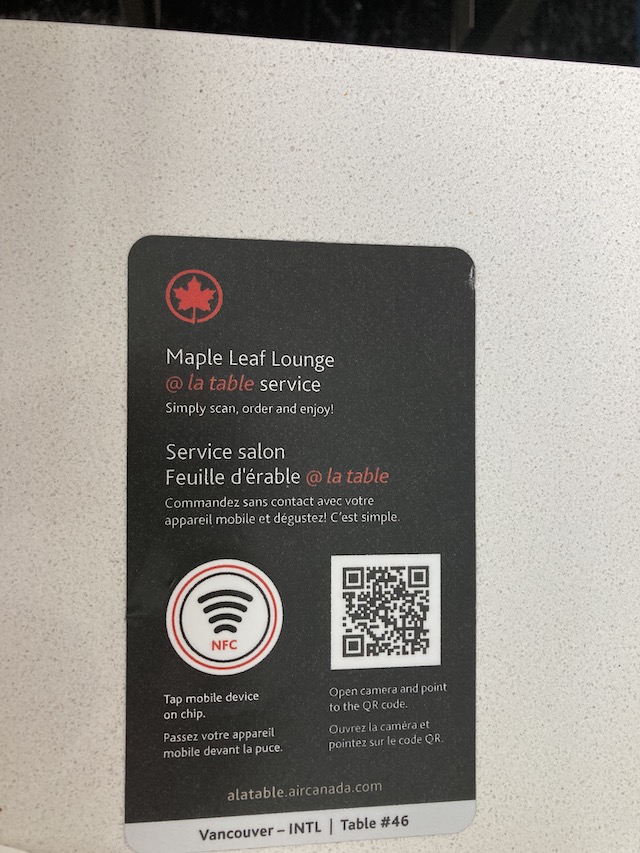 Maple Leaf Lounge
@ la table service
Simply scan, order and enjoy!
Service salon
Feuille d'érable @ la table
Commandez sans contact avec votre
appareil mobile et dégustez! C'est simple.
NFC
Tap mobile device
on chip.
Passez votre appareil
mobile devant la puce.
Open camera and point
to the QR code.
Ouvrez la caméra et
pointez sur le code QR.
alatable.aircanada.com
Vancouver – INTL | Table #46